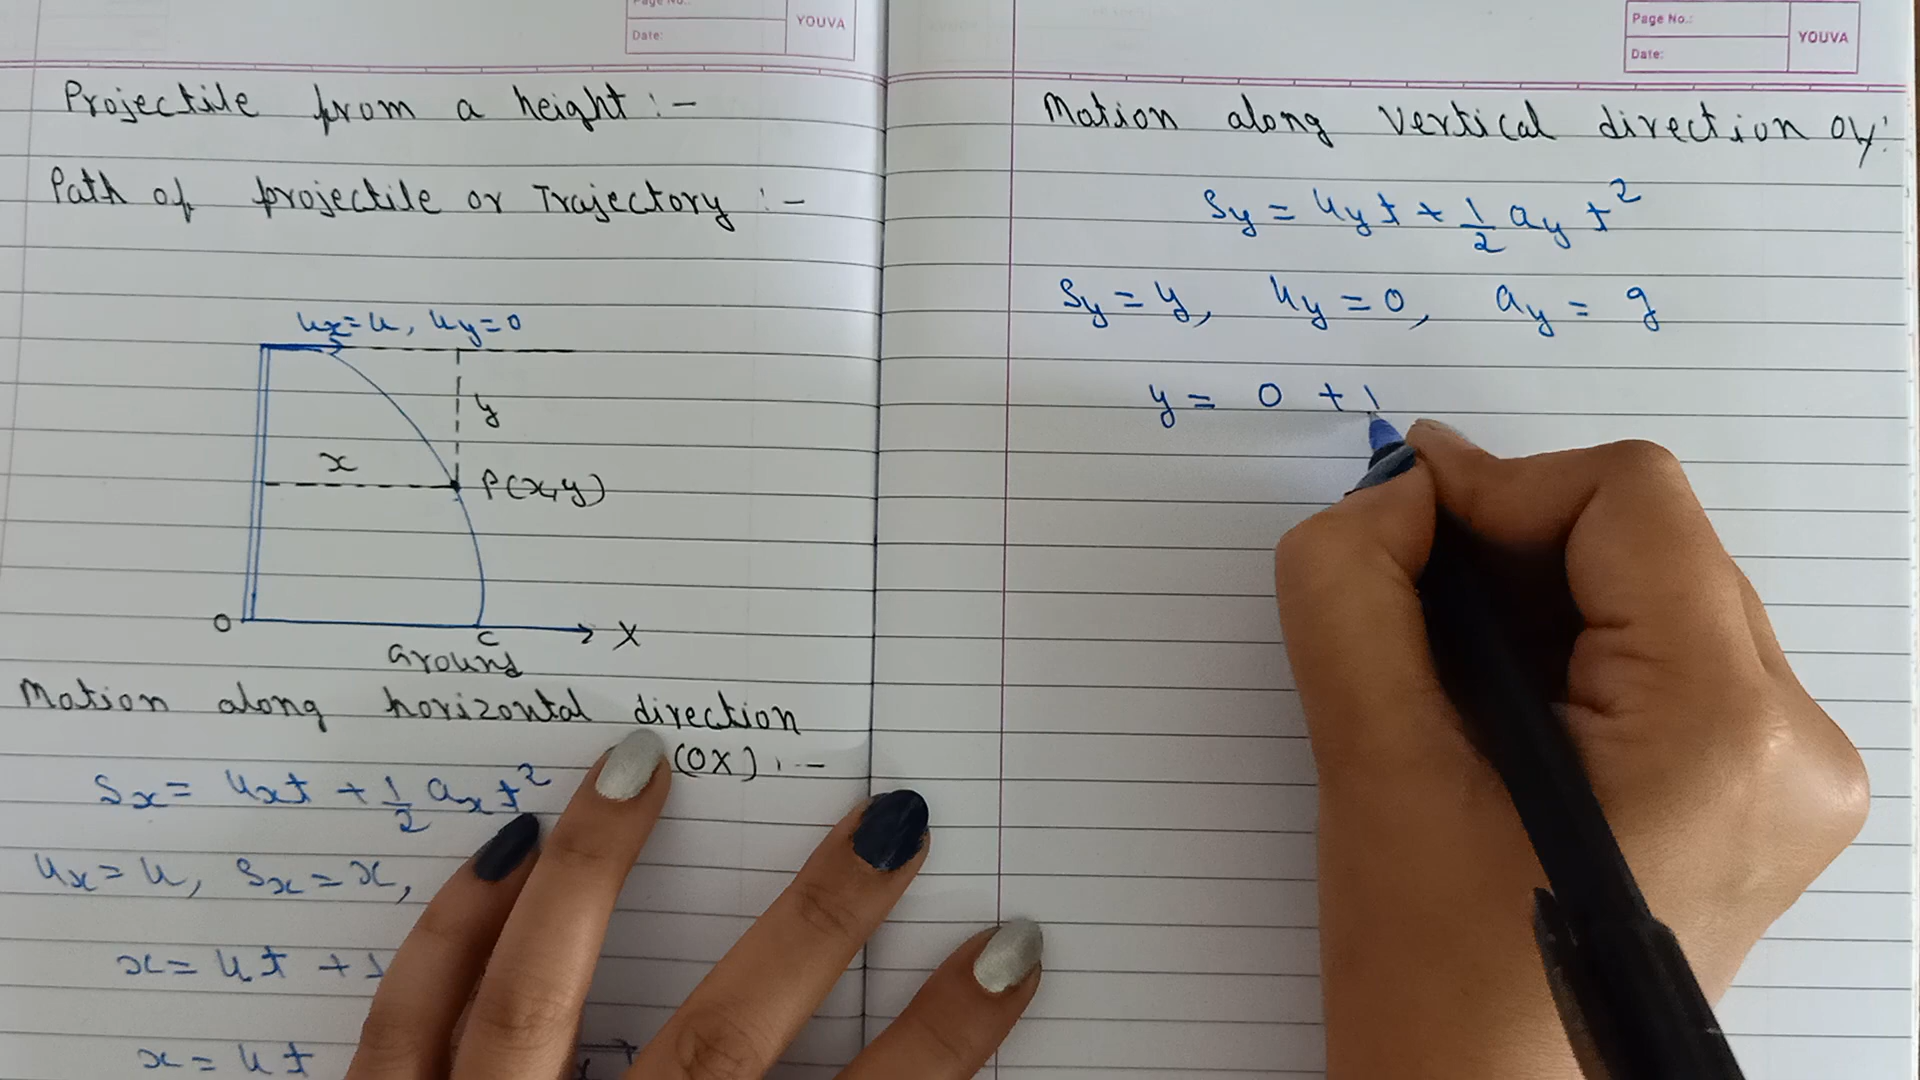 Page No.:
Date:
YOUVA
Projectile from a height :-
Path of projectile or Trajectory :-
ux=u, uy=0
y
x
P(x,y)
O
C
X
Ground
Motion along horizontal direction
(OX) :-
Sx = uxt + 1/2 axt²
ux = u, Sx = x,
x = ut + 1
x = ut
Page No.:
Date:
YOUVA
Motion along vertical direction OY:
Sy = uyt + 1/2 ay t²
Sy = y, uy = 0, ay = g
y = 0 + 1